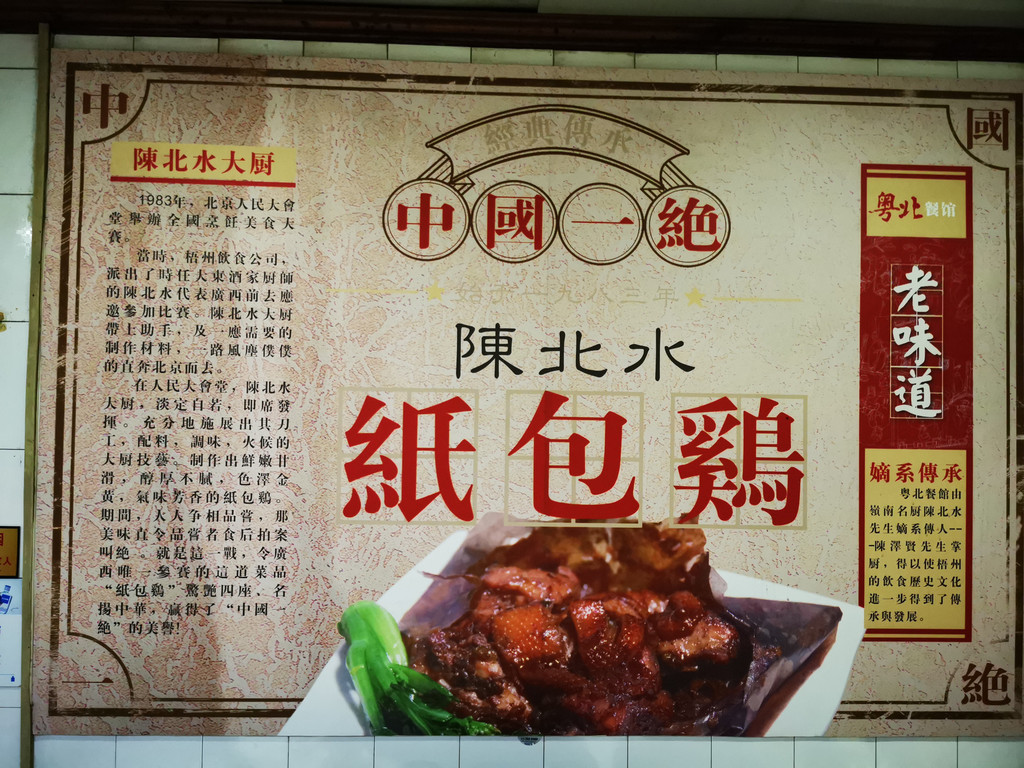 中
國
陳北水大厨
1983年，北京人民大會
堂舉辦全國烹飪美食大
賽。
當時，梧州飲食公司，
派出了時任大東酒家厨師
的陳北水代表廣西前去應
邀參加比賽。陳北水大厨
帶上助手，及一應需要的
制作材料，一路風塵僕僕
的直奔北京而去。
在人民大會堂，陳北水
大厨，淡定自若，即席發
揮。充分地施展出其刀
工，配料，調味，火候的
大厨技藝。制作出鮮嫩甘
滑，醇厚不膩，色澤金
黄，氣味芳香的紙包鷄。
期間，人人争相品嘗，那
美味直令品嘗者食后拍案
叫絶。就是這一戰，令廣
西唯一參賽的這道菜品
“紙包鷄”驚艷四座，名
揚中華，贏得了“中國一
絶”的美譽!
經典傳承
中國一絶
始于一九八三年
陳北水
紙包鷄
粤北餐馆
老味道
嫡系傳承
粤北餐館由
嶺南名厨陳北水
先生嫡系傳人--
-陳澤賢先生掌
厨，得以使梧州
的飲食歷史文化
進一步得到了傳
承與發展。
一
絶